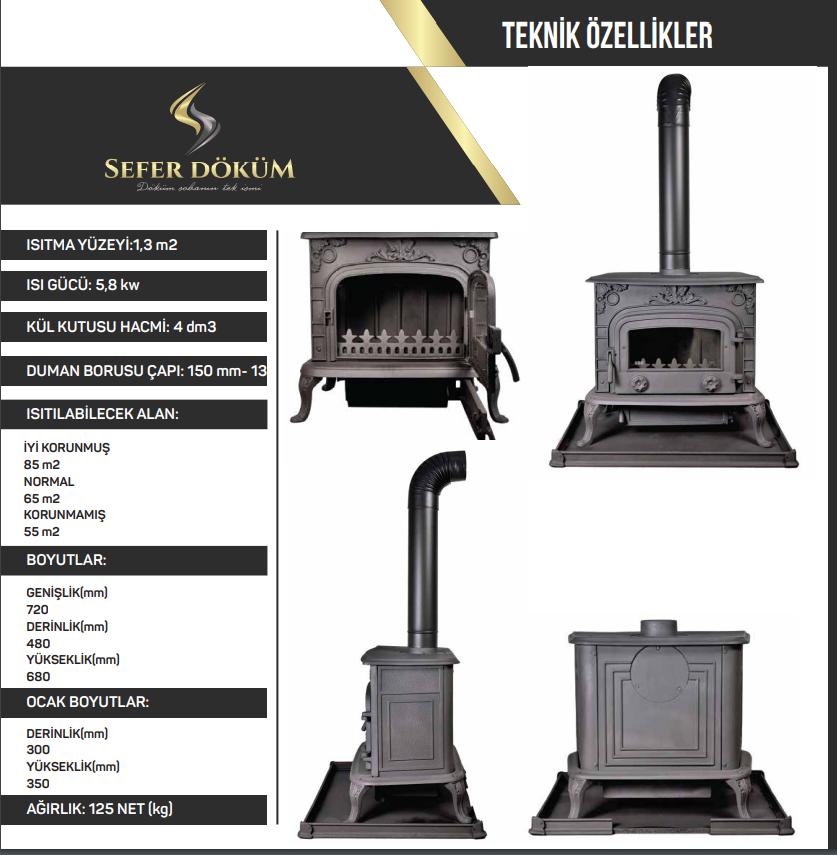 TEKNİK ÖZELLİKLER
SEFER DÖKÜM
Döküm sobanın tek ismi
ISITMA YÜZEYİ:1,3 m2
ISI GÜCÜ: 5,8 kw
KÜL KUTUSU HACMİ: 4 dm3
DUMAN BORUSU ÇAPI: 150 mm- 13
ISITILABİLECEK ALAN:
İYİ KORUNMUŞ
85 m2
NORMAL
65 m2
KORUNMAMIŞ
55 m2
BOYUTLAR:
GENİŞLİK(mm)
720
DERİNLİK(mm)
480
YÜKSEKLİK(mm)
680
OCAK BOYUTLAR:
DERİNLİK(mm)
300
YÜKSEKLİK(mm)
350
AĞIRLIK: 125 NET (kg)